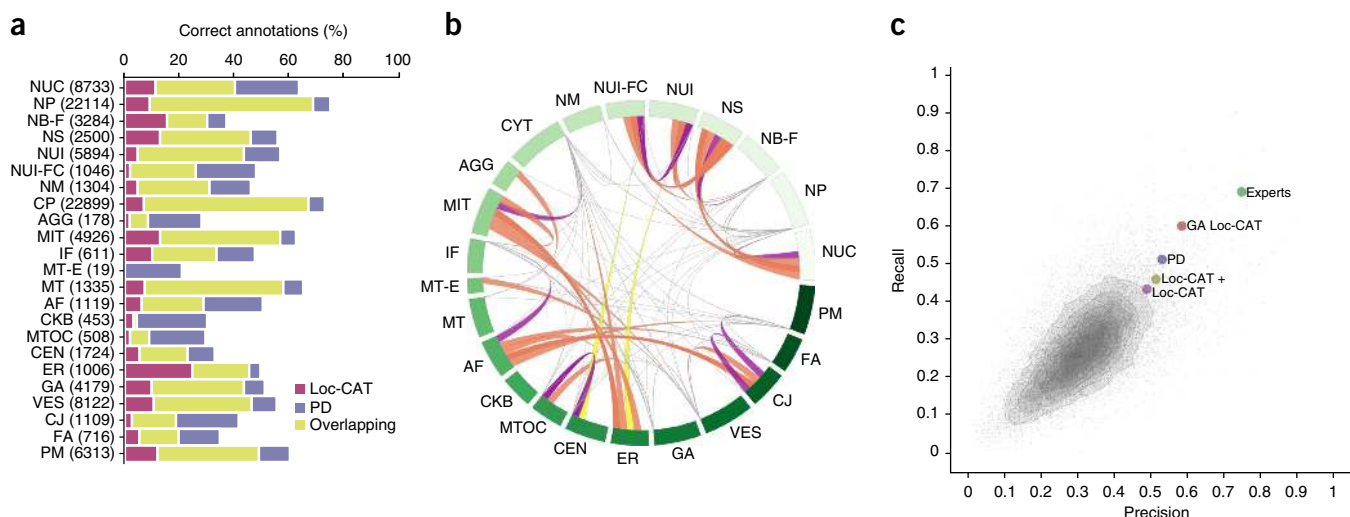 a
Correct annotations (%)
0 20 40 60 80 100
NUC (8733)
NP (22114)
NB-F (3284)
NS (2500)
NUI (5894)
NUI-FC (1046)
NM (1304)
CP (22899)
AGG (178)
MIT (4926)
IF (611)
MT-E (19)
MT (1335)
AF (1119)
CKB (453)
MTOC (508)
CEN (1724)
ER (1006)
GA (4179)
VES (8122)
CJ (1109)
FA (716)
PM (6313)
Loc-CAT
PD
Overlapping
b
NUI-FC
NUI
NS
NB-F
NP
NUC
PM
FA
CJ
VES
GA
ER
CEN
MTOC
CKB
AF
MT
MT-E
IF
MIT
AGG
CYT
NM
c
Recall
1
0.9
0.8
0.7
0.6
0.5
0.4
0.3
0.2
0.1
0
Experts
GA Loc-CAT
PD
Loc-CAT +
Loc-CAT
0 0.1 0.2 0.3 0.4 0.5 0.6 0.7 0.8 0.9 1
Precision